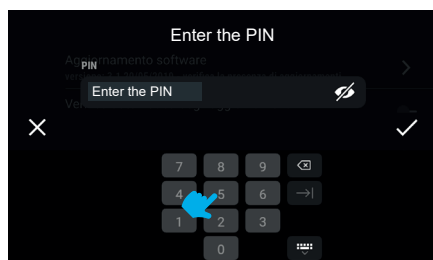 Enter the PIN
Aggiornamento software
PIN
Enter the PIN
Ve
7 8 9
4 5 6
1 2 3
0